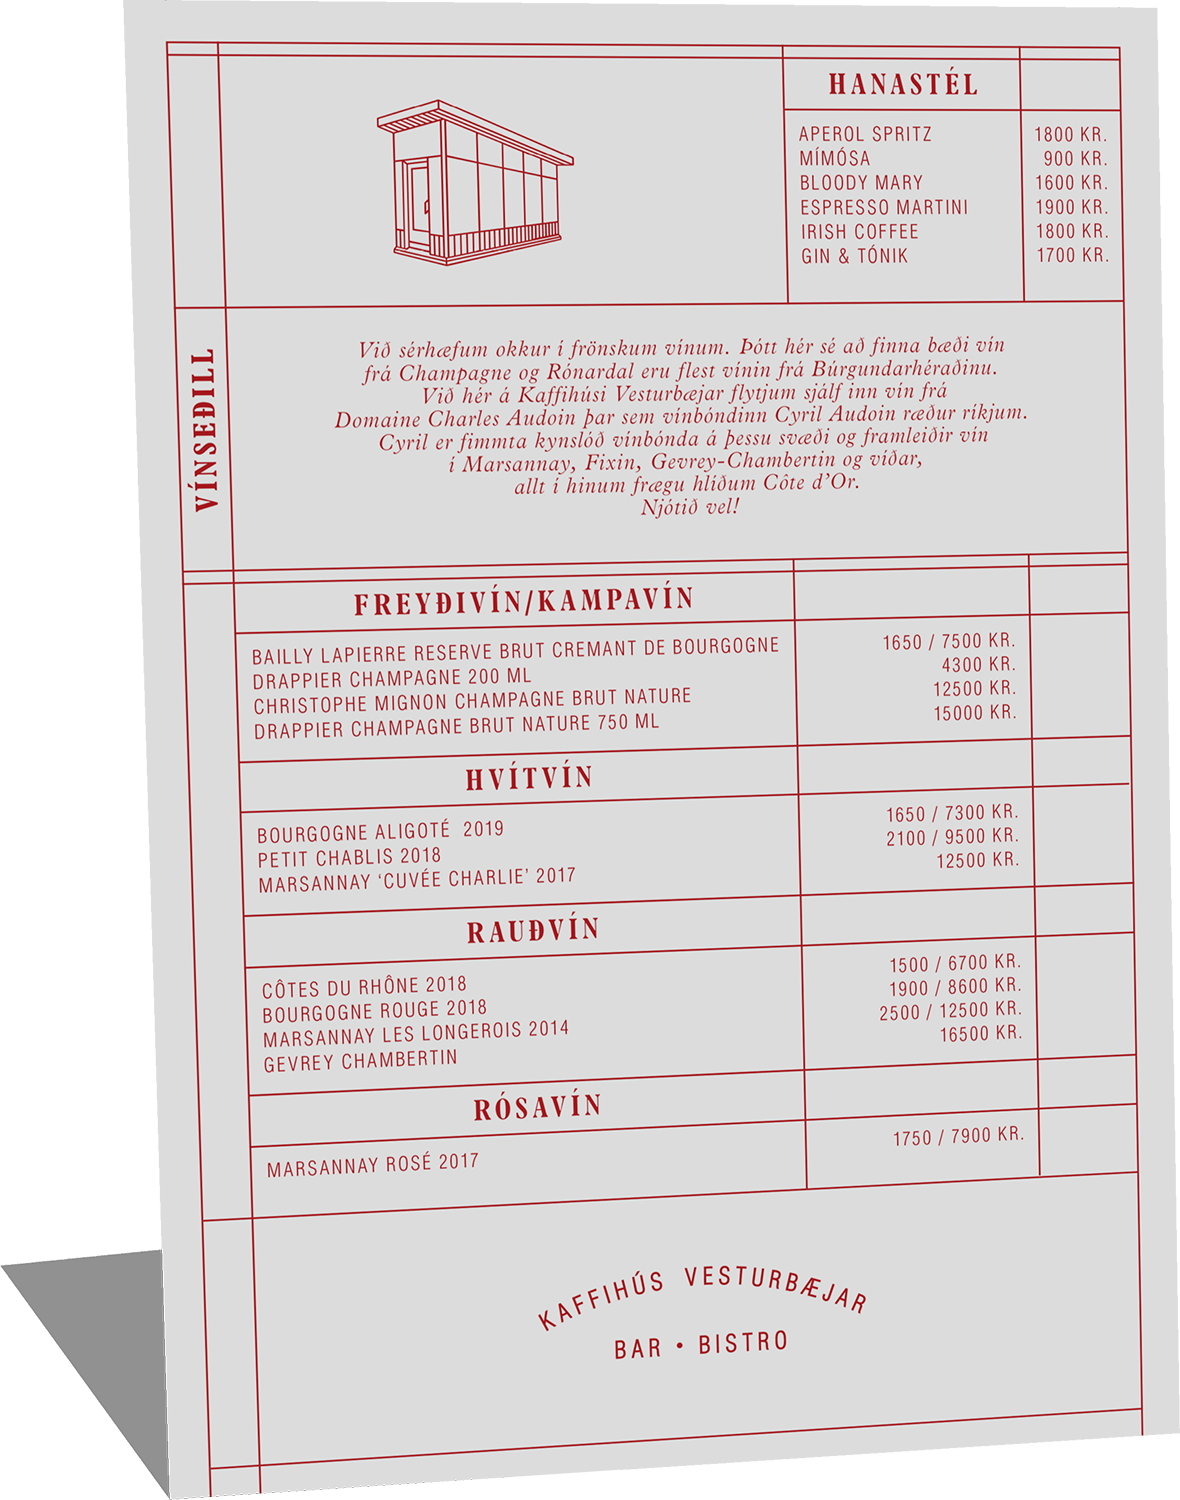 HANASTÉL
APEROL SPRITZ 1800 KR.
MÍMÓSA 900 KR.
BLOODY MARY 1600 KR.
ESPRESSO MARTINI 1900 KR.
IRISH COFFEE 1800 KR.
GIN & TÓNIK 1700 KR.
VÍNSEÐILL
Við sérhæfum okkur í frönskum vínum. Þótt hér sé að finna bæði vín
frá Champagne og Rónardal eru flest vínin frá Búrgundarhéraðinu.
Við hér á Kaffihúsi Vesturbæjar flytjum sjálf inn vín frá
Domaine Charles Audoin þar sem vínbóndinn Cyril Audoin ræður ríkjum.
Cyril er fimmta kynslóð vínbónda á þessu svæði og framleiðir vín
í Marsannay, Fixin, Gevrey-Chambertin og víðar,
allt í hinum frægu hlíðum Côte d’Or.
Njótið vel!
FREYÐIVÍN/KAMPAVÍN
BAILLY LAPIERRE RESERVE BRUT CREMANT DE BOURGOGNE 1650 / 7500 KR.
DRAPPIER CHAMPAGNE 200 ML 4300 KR.
CHRISTOPHE MIGNON CHAMPAGNE BRUT NATURE 12500 KR.
DRAPPIER CHAMPAGNE BRUT NATURE 750 ML 15000 KR.
HVÍTVÍN
BOURGOGNE ALIGOTÉ 2019 1650 / 7300 KR.
PETIT CHABLIS 2018 2100 / 9500 KR.
MARSANNAY ‘CUVÉE CHARLIE’ 2017 12500 KR.
RAUÐVÍN
CÔTES DU RHÔNE 2018 1500 / 6700 KR.
BOURGOGNE ROUGE 2018 1900 / 8600 KR.
MARSANNAY LES LONGEROIS 2014 2500 / 12500 KR.
GEVREY CHAMBERTIN 16500 KR.
RÓSAVÍN
MARSANNAY ROSÉ 2017 1750 / 7900 KR.
KAFFIHÚS VESTURBÆJAR
BAR • BISTRO